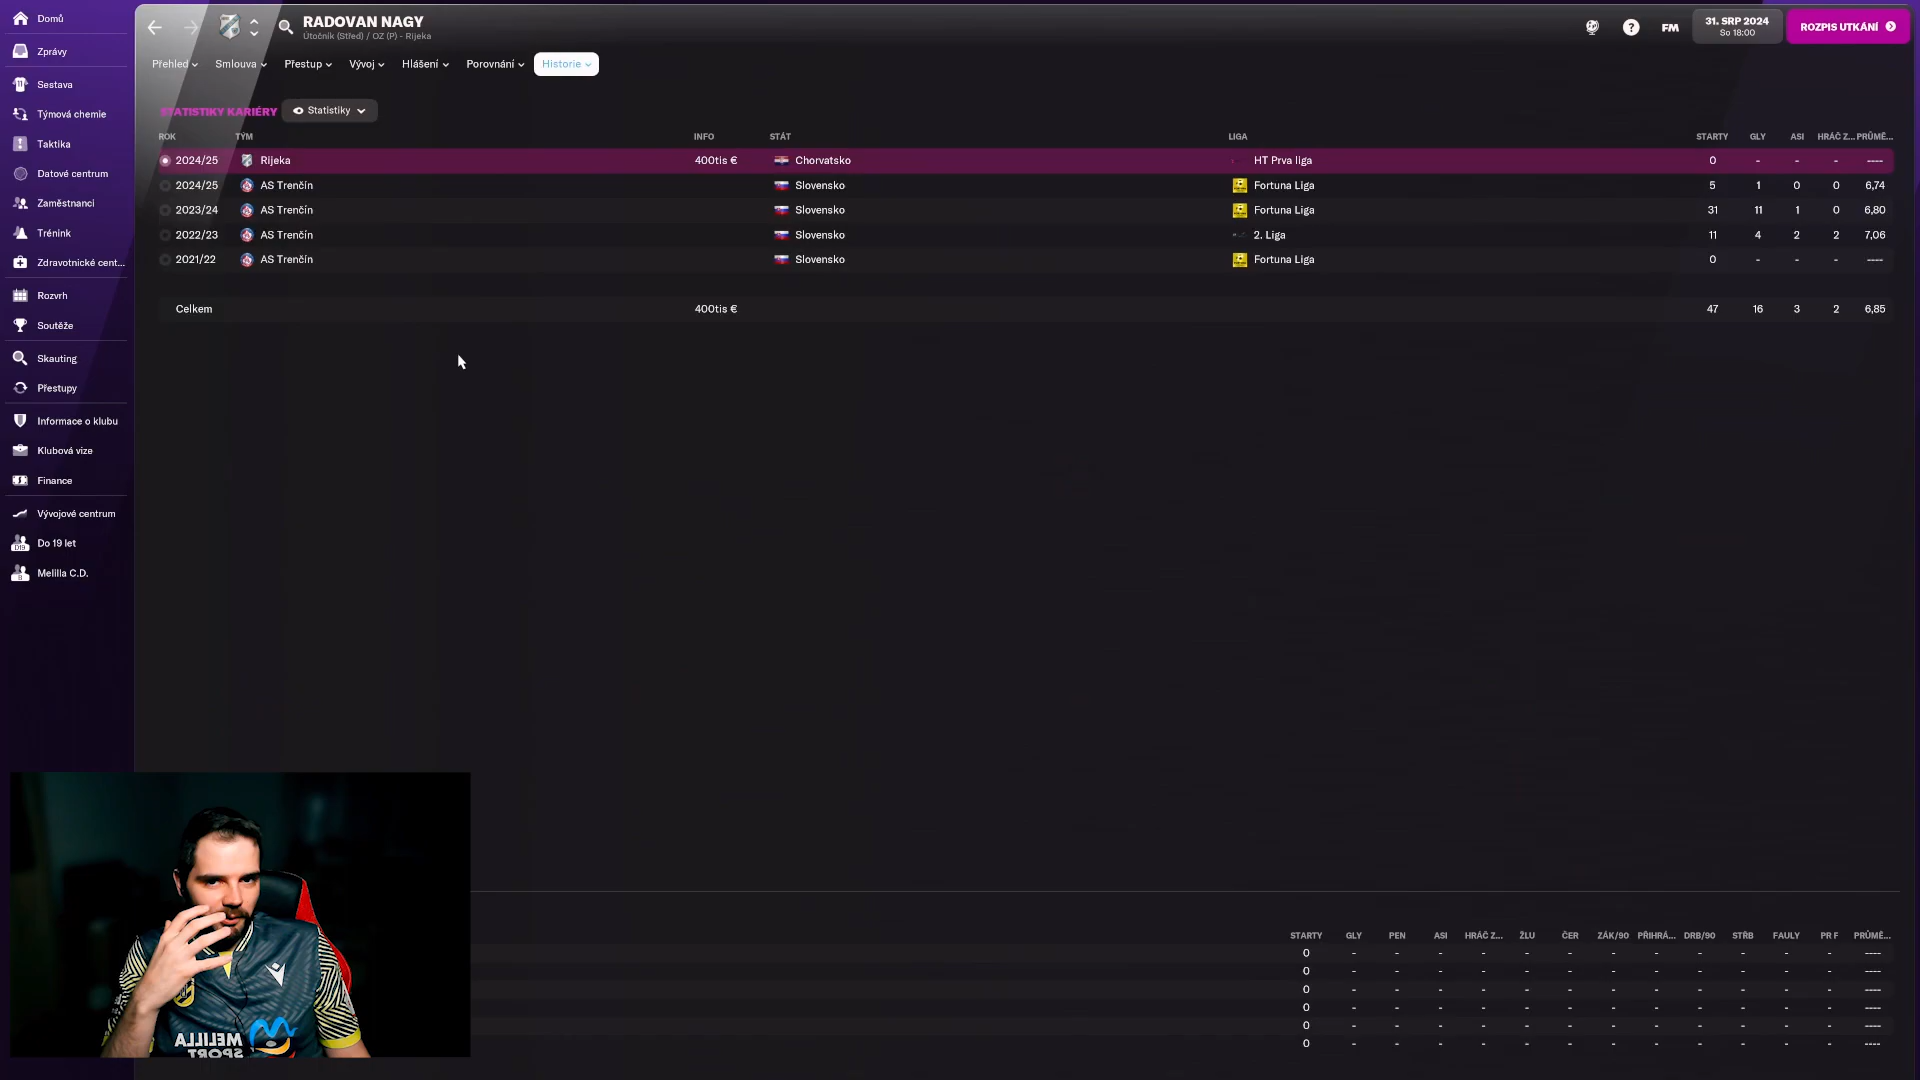 Domů
Zprávy
Sestava
Týmová chemie
Taktika
Datové centrum
Zaměstnanci
Trénink
Zdravotnické cent...
Rozvrh
Soutěže
Skauting
Přestupy
Informace o klubu
Klubová vize
Finance
Vývojové centrum
Do 19 let
Melilla C.D.
RADOVAN NAGY
Útočník (Střed) / OZ (P) - Rijeka
FM
31. SRP 2024
So 18:00
ROZPIS UTKÁNÍ
Přehled Smlouva Přestup Vývoj Hlášení Porovnání Historie
STATISTIKY KARIÉRY Statistiky
ROK TÝM INFO STÁT LIGA STARTY GLY ASI HRÁČ Z... PRŮMĚ...
2024/25 Rijeka 400tis € Chorvatsko HT Prva liga 0 - - - ----
2024/25 AS Trenčín Slovensko Fortuna Liga 5 1 0 0 6,74
2023/24 AS Trenčín Slovensko Fortuna Liga 31 11 1 0 6,80
2022/23 AS Trenčín Slovensko 2. Liga 11 4 2 2 7,06
2021/22 AS Trenčín Slovensko Fortuna Liga 0 - - - ----
Celkem 400tis € 47 16 3 2 6,85
STARTY GLY PEN ASI HRÁČ Z... ŽLU ČER ZÁK/90 PŘIHRÁ... DRB/90 STŘB FAULY PR F PRŮMĚ...
0 - - - - - - - - - - - - ----
0 - - - - - - - - - - - - ----
0 - - - - - - - - - - - - ----
0 - - - - - - - - - - - - ----
0 - - - - - - - - - - - - ----
0 - - - - - - - - - - - - ----
MELILLA
SPORT